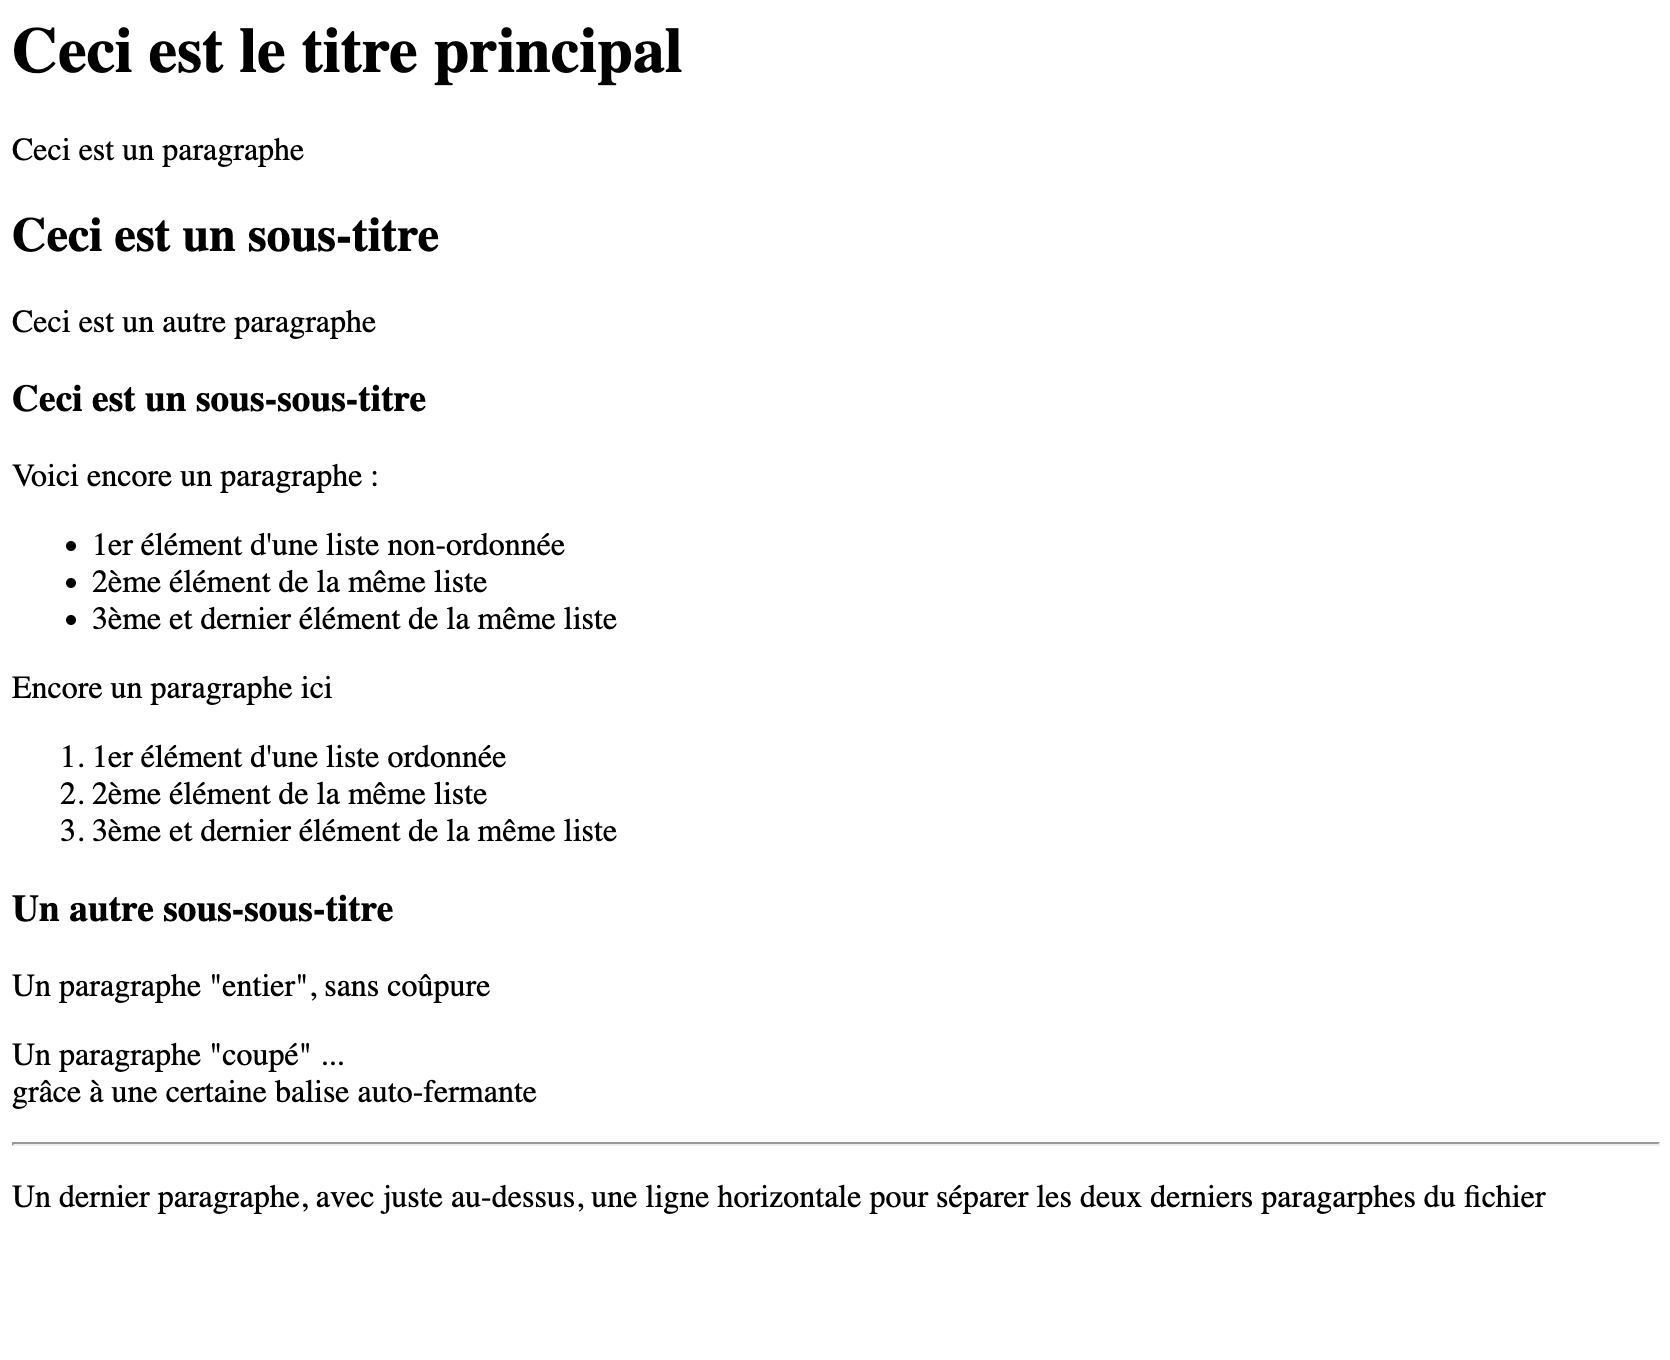 Ceci est le titre principal
Ceci est un paragraphe
Ceci est un sous-titre
Ceci est un autre paragraphe
Ceci est un sous-sous-titre
Voici encore un paragraphe :
• 1er élément d'une liste non-ordonnée
• 2ème élément de la même liste
• 3ème et dernier élément de la même liste
Encore un paragraphe ici
1. 1er élément d'une liste ordonnée
2. 2ème élément de la même liste
3. 3ème et dernier élément de la même liste
Un autre sous-sous-titre
Un paragraphe "entier", sans coûpure
Un paragraphe "coupé" ...
grâce à une certaine balise auto-fermante
Un dernier paragraphe, avec juste au-dessus, une ligne horizontale pour séparer les deux derniers paragarphes du fichier